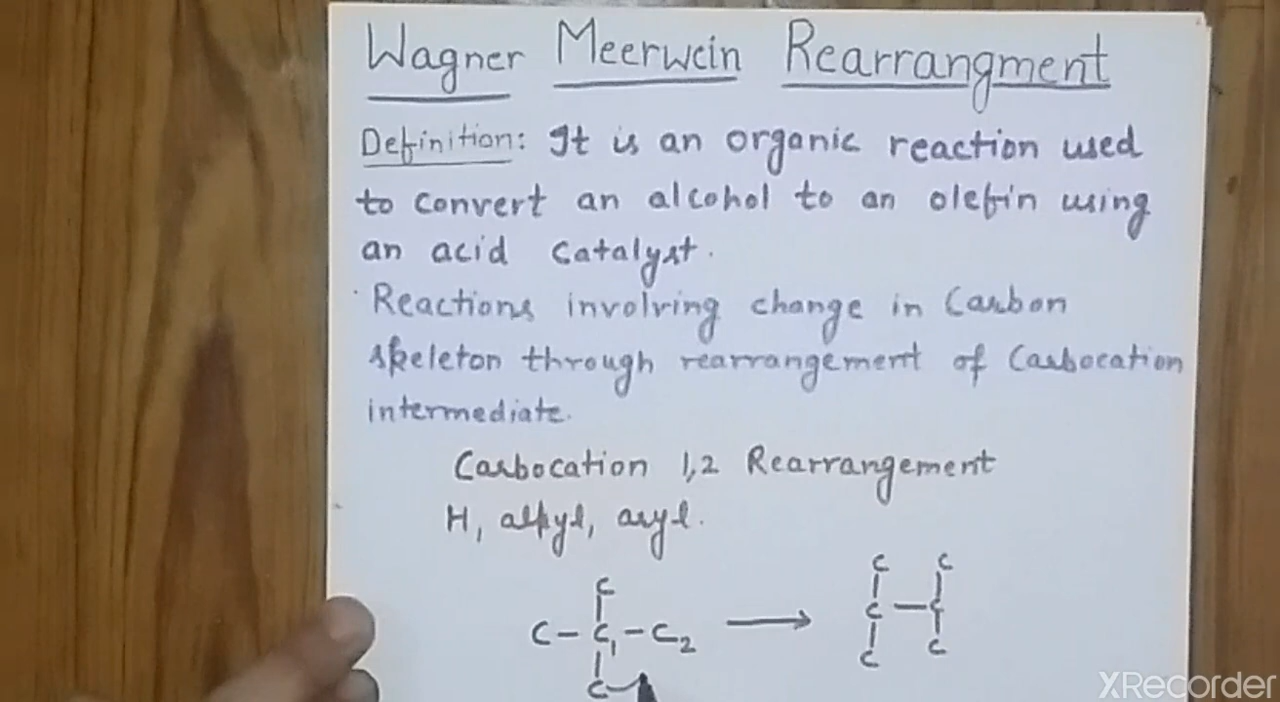 Wagner Meerwein Rearrangment
Definition: It is an organic reaction used
to convert an alcohol to an olefin using
an acid catalyst.
Reactions involving change in Carbon
skeleton through rearrangement of Carbocation
intermediate.
Carbocation 1,2 Rearrangement
H, alkyl, aryl.
C C C
C - C1 - C2 → C - C
C C C
XRecorder